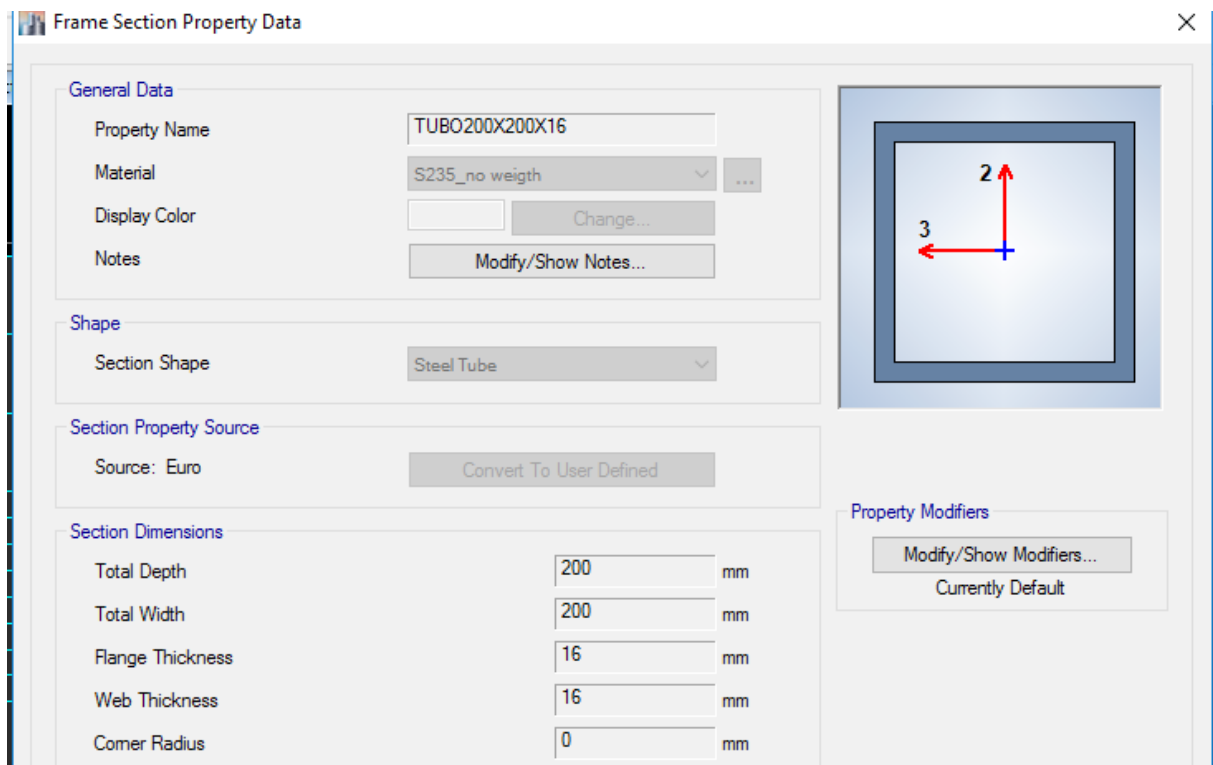 Frame Section Property Data
General Data
Property Name TUBO200X200X16
Material S235_no weigth ...
Display Color Change...
Notes Modify/Show Notes...
2
3
Shape
Section Shape Steel Tube
Section Property Source
Source: Euro Convert To User Defined
Section Dimensions
Total Depth 200 mm
Total Width 200 mm
Flange Thickness 16 mm
Web Thickness 16 mm
Corner Radius 0 mm
Property Modifiers
Modify/Show Modifiers...
Currently Default